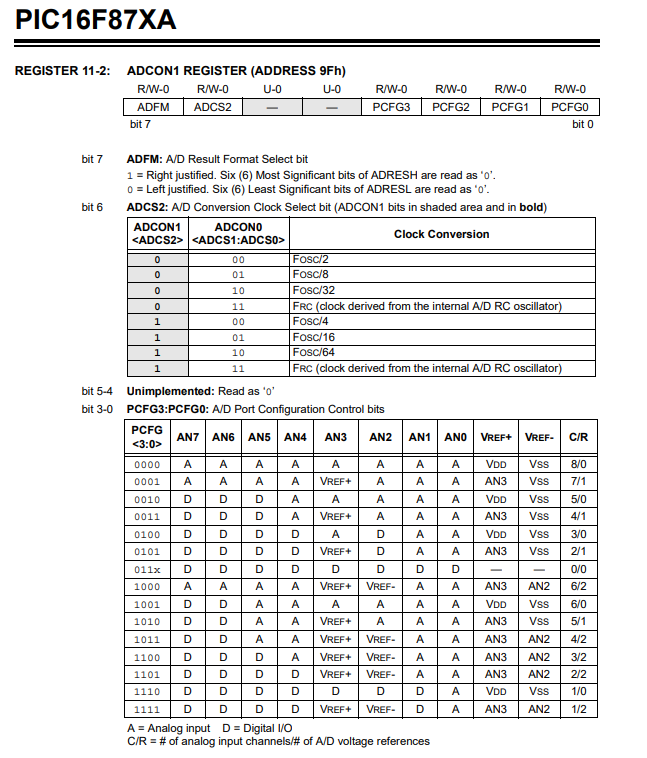 PIC16F87XA
REGISTER 11-2: ADCON1 REGISTER (ADDRESS 9Fh)
R/W-0 R/W-0 U-0 U-0 R/W-0 R/W-0 R/W-0 R/W-0
ADFM ADCS2 — — PCFG3 PCFG2 PCFG1 PCFG0
bit 7 bit 0
bit 7 ADFM: A/D Result Format Select bit
1 = Right justified. Six (6) Most Significant bits of ADRESH are read as ‘0’.
0 = Left justified. Six (6) Least Significant bits of ADRESL are read as ‘0’.
bit 6 ADCS2: A/D Conversion Clock Select bit (ADCON1 bits in shaded area and in bold)
ADCON1 <ADCS2> ADCON0 <ADCS1:ADCS0> Clock Conversion
0 00 FOSC/2
0 01 FOSC/8
0 10 FOSC/32
0 11 FRC (clock derived from the internal A/D RC oscillator)
1 00 FOSC/4
1 01 FOSC/16
1 10 FOSC/64
1 11 FRC (clock derived from the internal A/D RC oscillator)
bit 5-4 Unimplemented: Read as ‘0’
bit 3-0 PCFG3:PCFG0: A/D Port Configuration Control bits
PCFG <3:0> AN7 AN6 AN5 AN4 AN3 AN2 AN1 AN0 VREF+ VREF- C/R
0000 A A A A A A A A VDD VSS 8/0
0001 A A A A VREF+ A A A AN3 VSS 7/1
0010 D D D A A A A A VDD VSS 5/0
0011 D D D A VREF+ A A A AN3 VSS 4/1
0100 D D D D A D A A VDD VSS 3/0
0101 D D D D VREF+ D A A AN3 VSS 2/1
011x D D D D D D D D — — 0/0
1000 A A A A VREF+ VREF- A A AN3 AN2 6/2
1001 D D A A A A A A VDD VSS 6/0
1010 D D A A VREF+ A A A AN3 VSS 5/1
1011 D D A A VREF+ VREF- A A AN3 AN2 4/2
1100 D D D A VREF+ VREF- A A AN3 AN2 3/2
1101 D D D D VREF+ VREF- A A AN3 AN2 2/2
1110 D D D D D D D A VDD VSS 1/0
1111 D D D D VREF+ VREF- D A AN3 AN2 1/2
A = Analog input D = Digital I/O
C/R = # of analog input channels/# of A/D voltage references